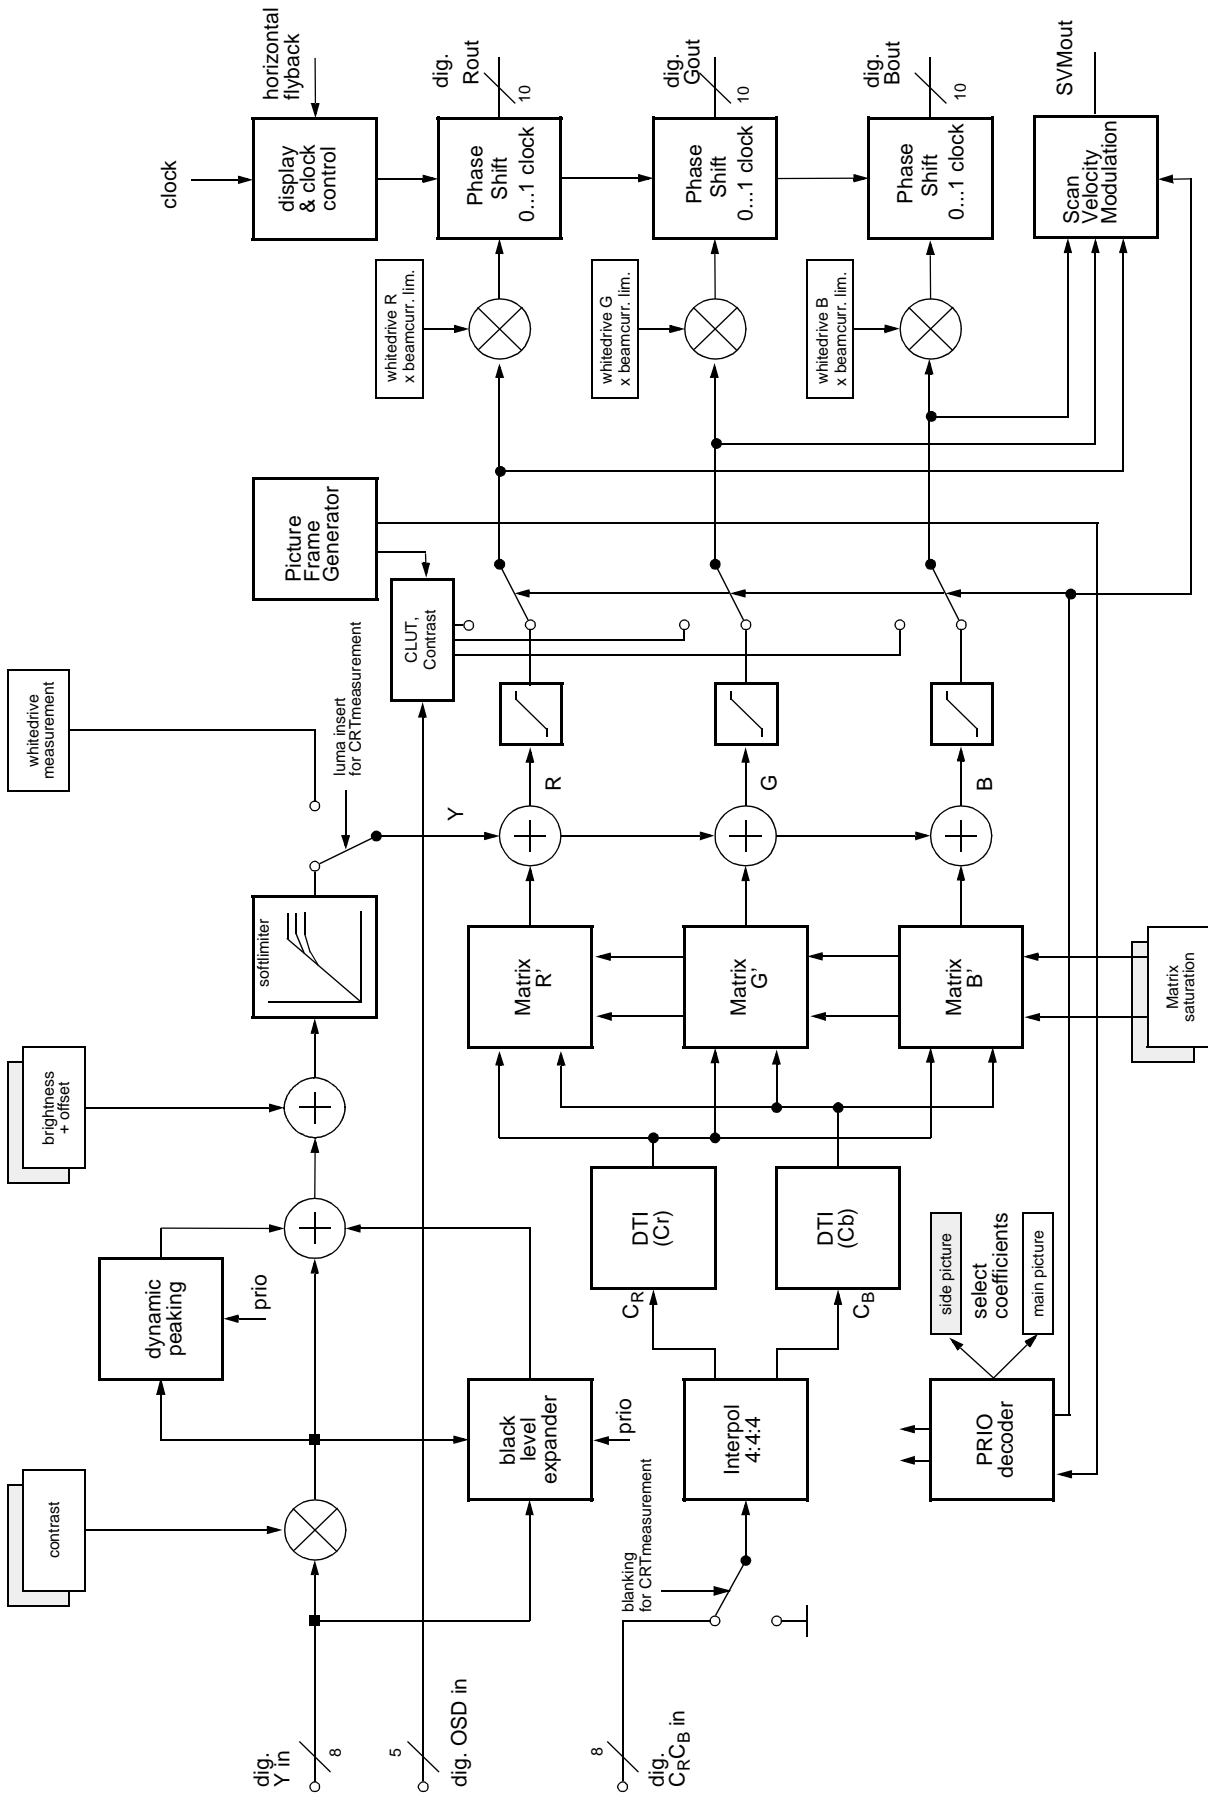 clock
horizontal
flyback
display
& clock
control
dig.
Rout
10
Phase
Shift
0...1 clock
dig.
Gout
10
Phase
Shift
0...1 clock
dig.
Bout
10
Phase
Shift
0...1 clock
SVMout
Scan
Velocity
Modulation
whitedrive R
x beamcurr. lim.
whitedrive G
x beamcurr. lim.
whitedrive B
x beamcurr. lim.
Picture
Frame
Generator
CLUT,
Contrast
whitedrive
measurement
luma insert
for CRTmeasurement
Y
R
G
B
softlimiter
Matrix
R'
Matrix
G'
Matrix
B'
Matrix
saturation
brightness
+ offset
dynamic
peaking
prio
DTI
(Cr)
DTI
(Cb)
CR
CB
side picture
select
coefficients
main picture
contrast
black
level
expander
prio
Interpol
4:4:4
PRIO
decoder
blanking
for CRTmeasurement
dig.
Y in
8
5
dig. OSD in
8
dig.
CRCB in